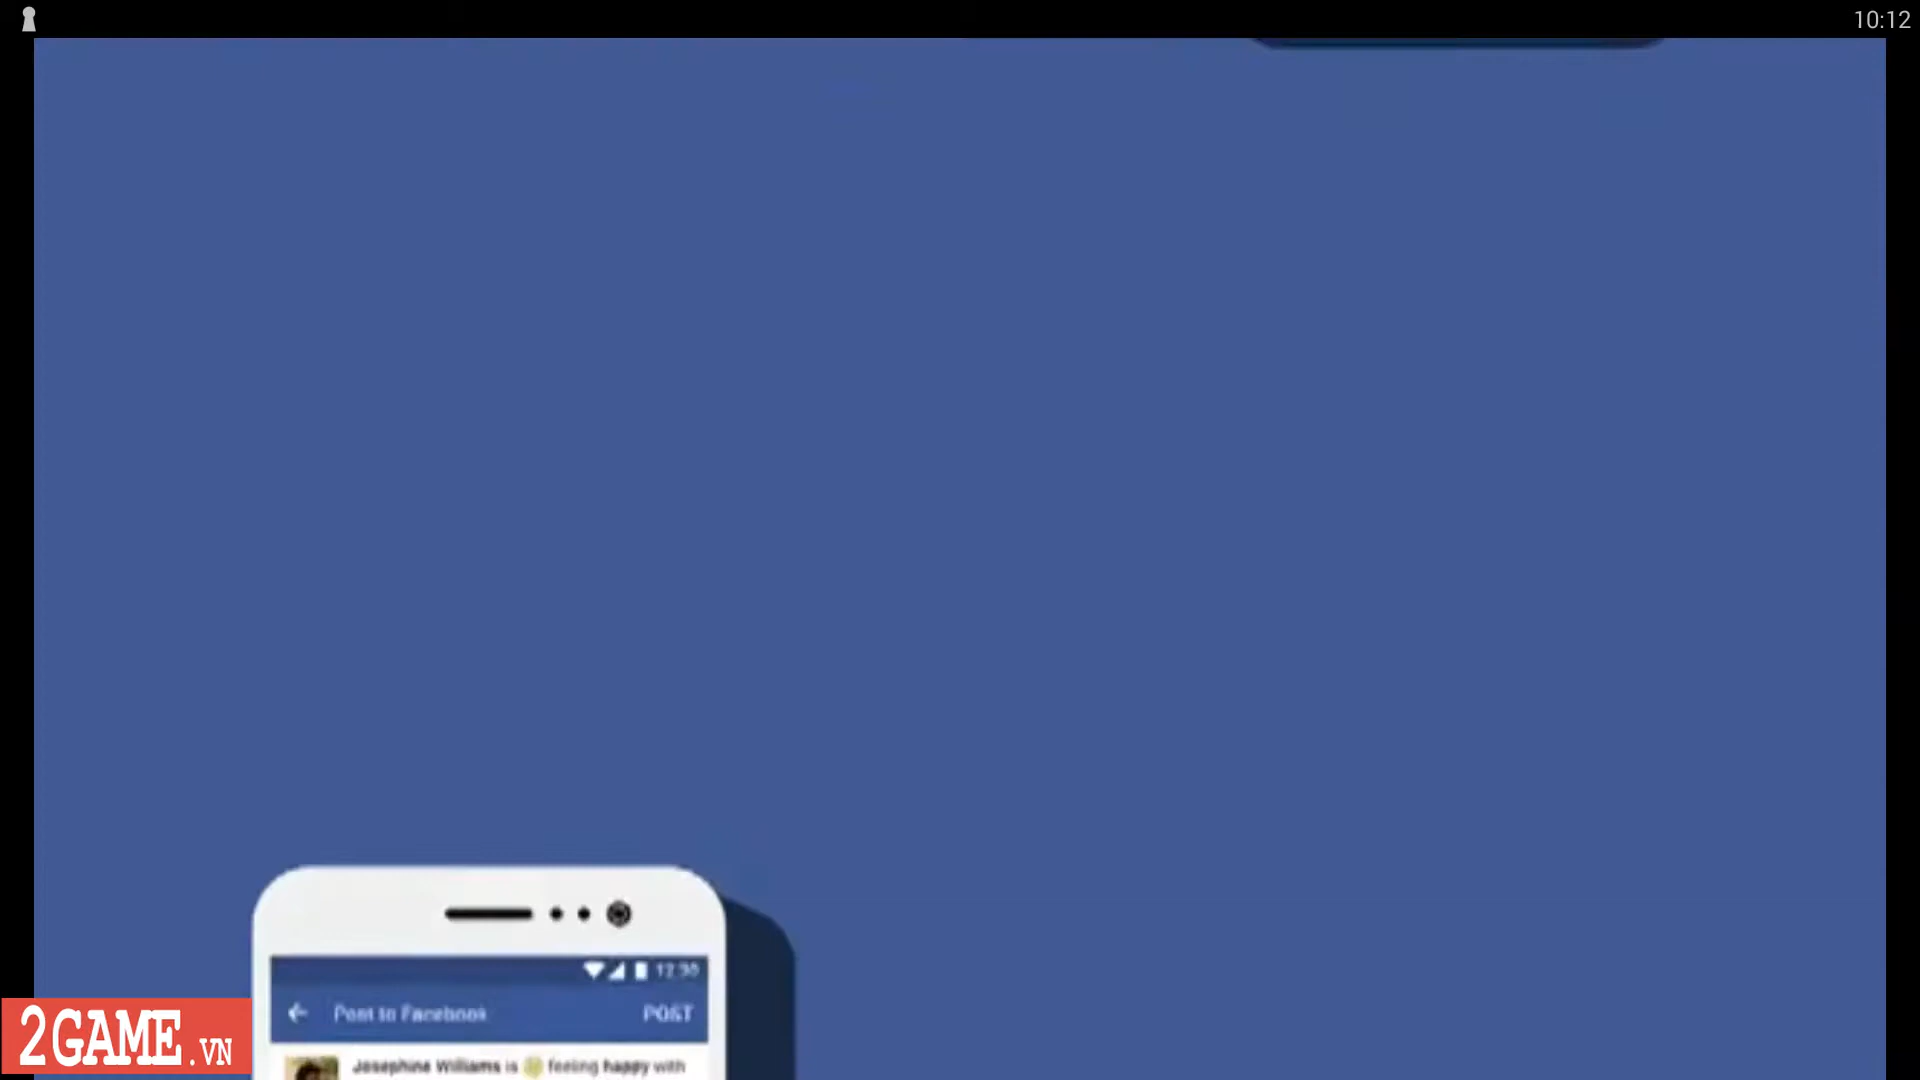 10:12
12:30
Post to Facebook
POST
Josephine Williams is feeling happy with
2GAME.VN